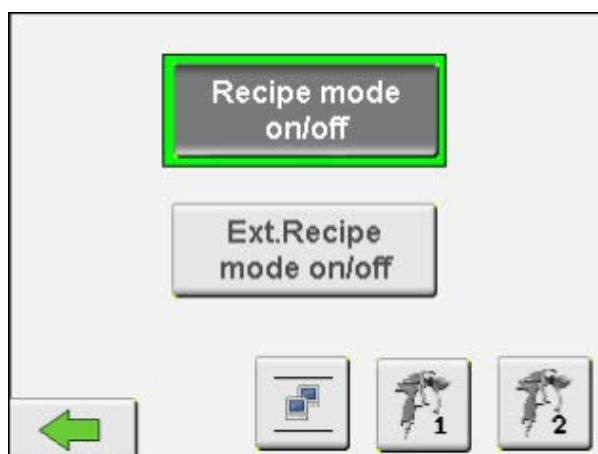 Recipe mode
on/off
Ext.Recipe
mode on/off
1
2